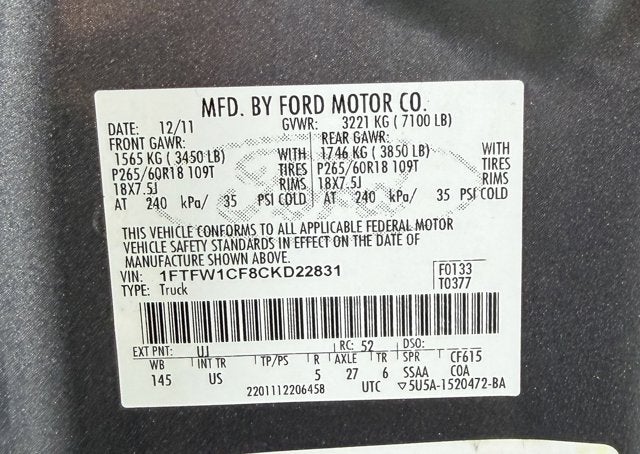 MFD. BY FORD MOTOR CO.
DATE: 12/11 GVWR: 3221 KG ( 7100 LB)
FRONT GAWR: REAR GAWR:
1565 KG ( 3450 LB) WITH 1746 KG ( 3850 LB) WITH
P265/60R18 109T TIRES P265/60R18 109T TIRES
18X7.5J RIMS 18X7.5J RIMS
AT 240 kPa/ 35 PSI COLD AT 240 kPa/ 35 PSI COLD
THIS VEHICLE CONFORMS TO ALL APPLICABLE FEDERAL MOTOR
VEHICLE SAFETY STANDARDS IN EFFECT ON THE DATE OF
MANUFACTURE SHOWN ABOVE.
VIN: 1FTFW1CF8CKD22831 F0133
TYPE: Truck T0377
EXT PNT: UJ RC: 52 DSO:
WB INT TR TP/PS R AXLE TR SPR CF615
145 US 5 27 6 SSAA COA
2201112206458 UTC ▽5U5A-1520472-BA